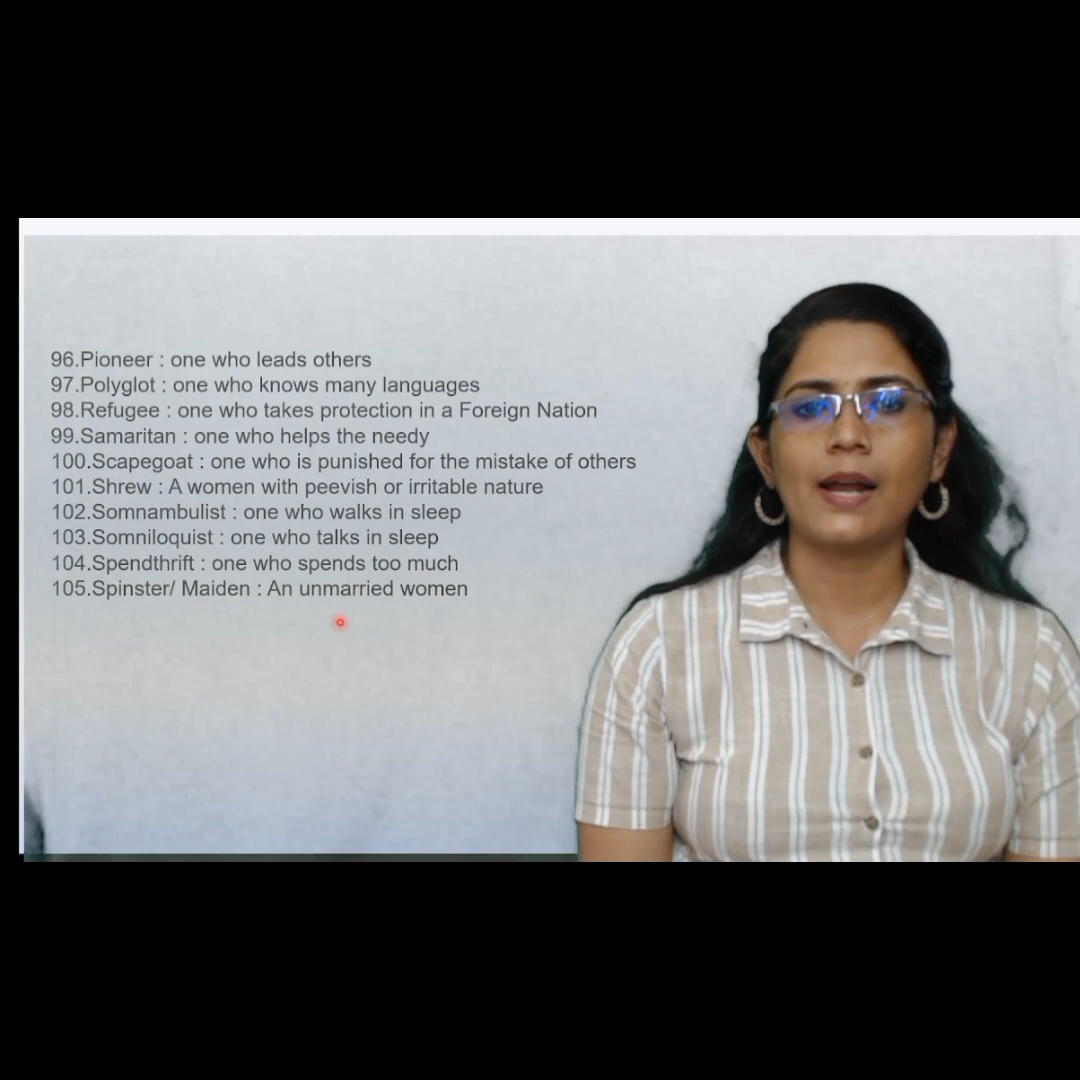 96.Pioneer : one who leads others
97.Polyglot : one who knows many languages
98.Refugee : one who takes protection in a Foreign Nation
99.Samaritan : one who helps the needy
100.Scapegoat : one who is punished for the mistake of others
101.Shrew : A women with peevish or irritable nature
102.Somnambulist : one who walks in sleep
103.Somniloquist : one who talks in sleep
104.Spendthrift : one who spends too much
105.Spinster/ Maiden : An unmarried women